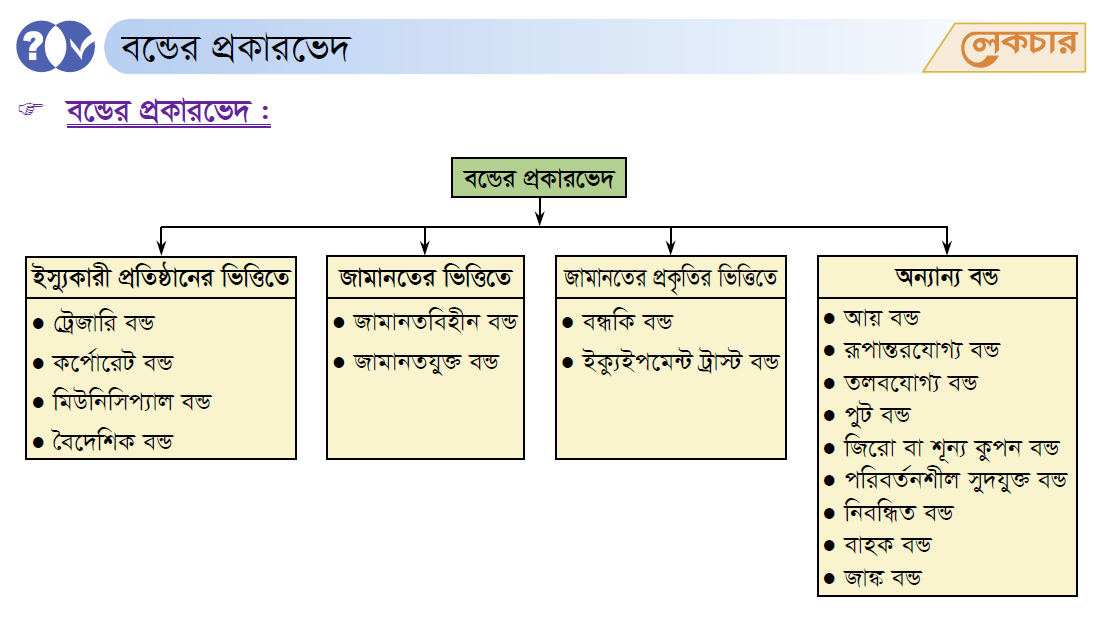 বন্ডের প্রকারভেদ
লেকচার
☞ বন্ডের প্রকারভেদ :
বন্ডের প্রকারভেদ
ইস্যুকারী প্রতিষ্ঠানের ভিত্তিতে
● ট্রেজারি বন্ড
● কর্পোরেট বন্ড
● মিউনিসিপ্যাল বন্ড
● বৈদেশিক বন্ড
জামানতের ভিত্তিতে
● জামানতবিহীন বন্ড
● জামানতযুক্ত বন্ড
জামানতের প্রকৃতির ভিত্তিতে
● বন্ধকি বন্ড
● ইক্যুইপমেন্ট ট্রাস্ট বন্ড
অন্যান্য বন্ড
● আয় বন্ড
● রূপান্তরযোগ্য বন্ড
● তলবযোগ্য বন্ড
● পুট বন্ড
● জিরো বা শূন্য কুপন বন্ড
● পরিবর্তনশীল সুদযুক্ত বন্ড
● নিবন্ধিত বন্ড
● বাহক বন্ড
● জাঙ্ক বন্ড